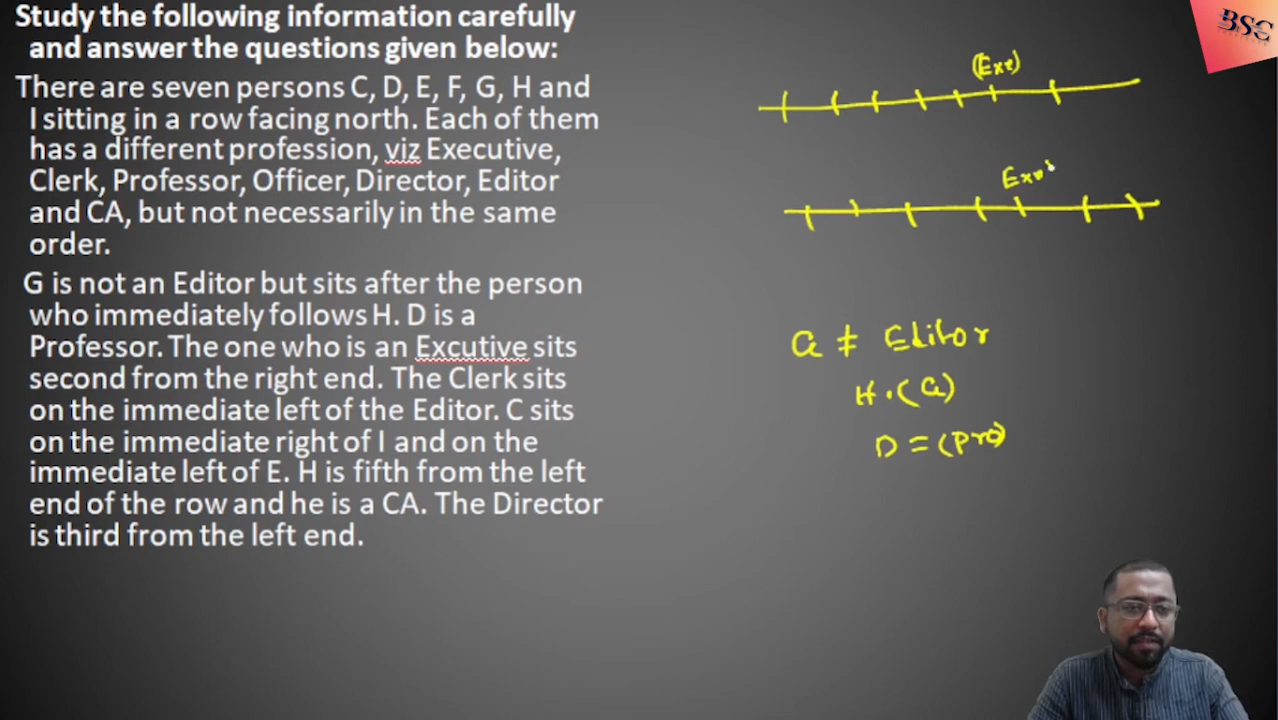 Study the following information carefully
and answer the questions given below:
There are seven persons C, D, E, F, G, H and
I sitting in a row facing north. Each of them
has a different profession, viz Executive,
Clerk, Professor, Officer, Director, Editor
and CA, but not necessarily in the same
order.
G is not an Editor but sits after the person
who immediately follows H. D is a
Professor. The one who is an Excutive sits
second from the right end. The Clerk sits
on the immediate left of the Editor. C sits
on the immediate right of I and on the
immediate left of E. H is fifth from the left
end of the row and he is a CA. The Director
is third from the left end.
BSC
(Exe)
G ≠ Editor
H . (G)
D = (Pro)